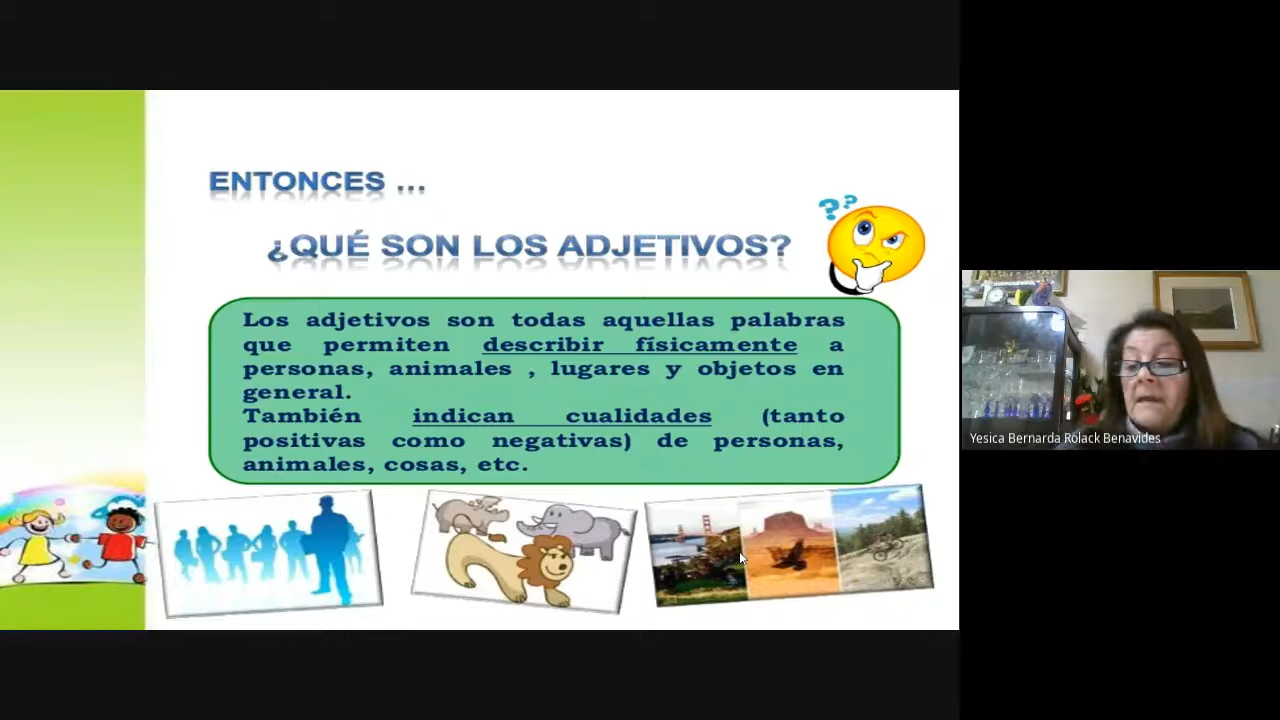 ENTONCES ...
¿QUÉ SON LOS ADJETIVOS?
??
Los adjetivos son todas aquellas palabras
que permiten describir físicamente a
personas, animales , lugares y objetos en
general.
También indican cualidades (tanto
positivas como negativas) de personas,
animales, cosas, etc.
Yesica Bernarda Rolack Benavides